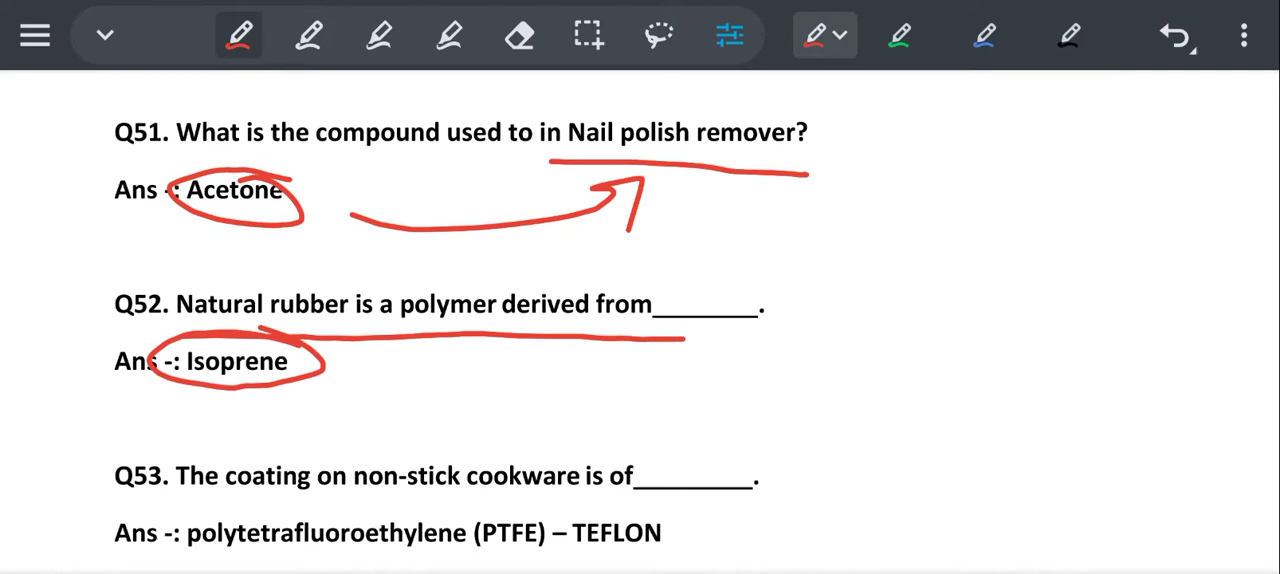 Q51. What is the compound used to in Nail polish remover?
Ans -: Acetone
Q52. Natural rubber is a polymer derived from________.
Ans -: Isoprene
Q53. The coating on non-stick cookware is of_________.
Ans -: polytetrafluoroethylene (PTFE) – TEFLON